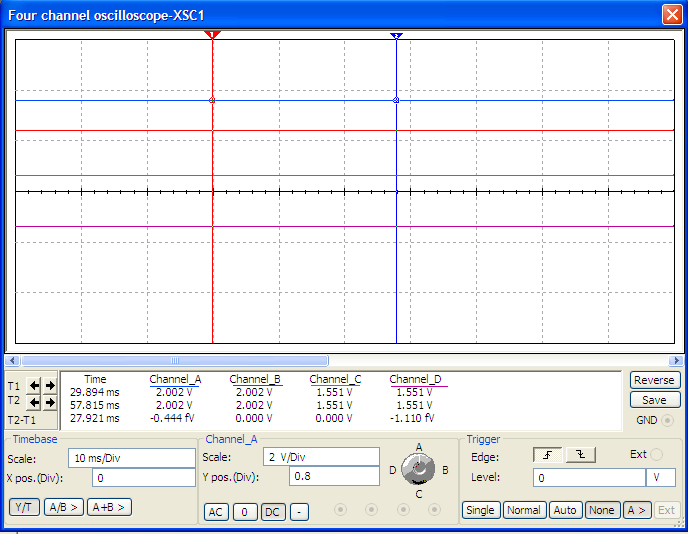 Four channel oscilloscope-XSC1
1 2
Time Channel_A Channel_B Channel_C Channel_D
T1 29.894 ms 2.002 V 2.002 V 1.551 V 1.551 V
T2 57.815 ms 2.002 V 2.002 V 1.551 V 1.551 V
T2-T1 27.921 ms -0.444 fV 0.000 V 0.000 V -1.110 fV
Reverse
Save
GND
Timebase Channel_A Trigger
Scale: 10 ms/Div Scale: 2 V/Div A Edge: Ext
X pos.(Div): 0 Y pos.(Div): 0.8 D B Level: 0 V
C
Y/T A/B > A+B > AC 0 DC - Single Normal Auto None A > Ext